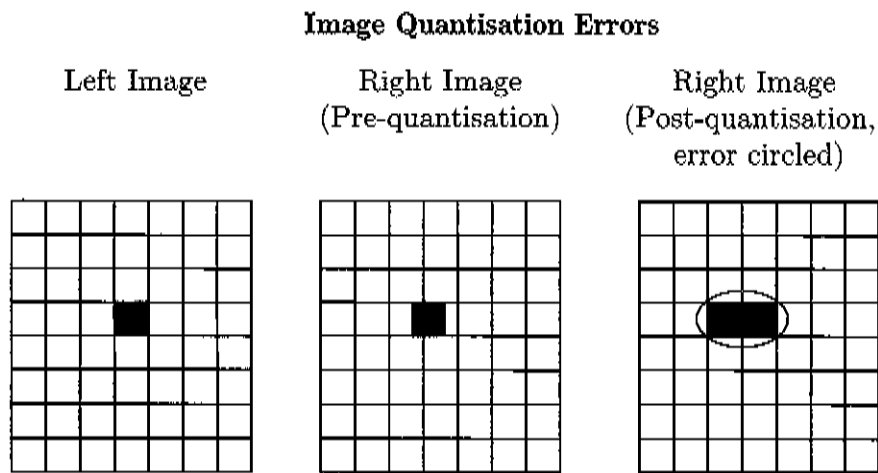 Image Quantisation Errors
Left Image
Right Image
(Pre-quantisation)
Right Image
(Post-quantisation,
error circled)